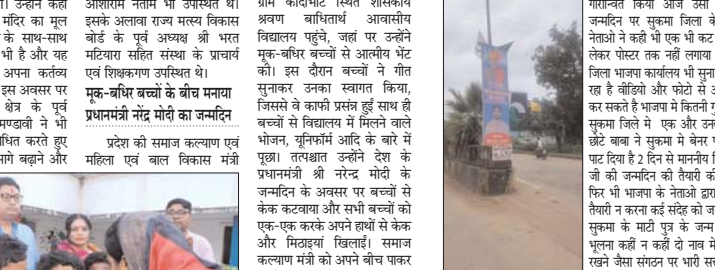 है। उन्होंने कहा
मंदिर का मूल
के साथ-साथ
भी है और यह
अपना कर्तव्य
इस अवसर पर
क्षेत्र के पूर्व
मण्डावी ने भी
धित करते हुए
आगे बढ़ाने और
आशाराम नेताम भी उपस्थित थे।
इसके अलावा राज्य मत्स्य विकास
बोर्ड के पूर्व अध्यक्ष श्री भरत
मटियारा सहित संस्था के प्राचार्य
एवं शिक्षकगण उपस्थित थे।
मूक-बधिर बच्चों के बीच मनाया
प्रधानमंत्री नरेंद्र मोदी का जन्मदिन
प्रदेश की समाज कल्याण एवं
महिला एवं बाल विकास मंत्री
ग्राम कोदाभाट स्थित शासकीय
श्रवण बाधितार्थ आवासीय
विद्यालय पहुंचे, जहां पर उन्होंने
मूक-बधिर बच्चों से आत्मीय भेंट
की। इस दौरान बच्चों ने गीत
सुनाकर उनका स्वागत किया,
जिससे वे काफी प्रसन्न हुईं साथ ही
बच्चों से विद्यालय में मिलने वाले
भोजन, यूनिफॉर्म आदि के बारे में
पूछा। तत्पश्चात उन्होंने देश के
प्रधानमंत्री श्री नरेन्द्र मोदी के
जन्मदिन के अवसर पर बच्चों से
केक कटवाया और सभी बच्चों को
एक-एक करके अपने हाथों से केक
और मिठाइयां खिलाईं। समाज
कल्याण मंत्री को अपने बीच पाकर
गौरान्वित किया आज उसी
जन्मदिन पर सुकमा जिला के
नेताओ ने कही भी एक भी कट
लेकर पोस्टर तक नहीं लगाया
जिला भाजपा कार्यालय भी सुना
रहा है वीडियो और फोटो से अ
कर सकते है भाजपा मे कितनी गु
सुकमा जिले मे एक और उन
छोटे बाबा ने सुकमा मे बेनर प
पाट दिया है 2 दिन से माननीय
जी की जन्मदिन की तैयारी की
फिर भी भाजपा के नेताओ द्वारा
तैयारी न करना कई संदेह को ज
सुकमा के माटी पुत्र के जन्म
भूलना कहीं न कहीं दो नाव में
रखने जैसा संगठन पर भारी